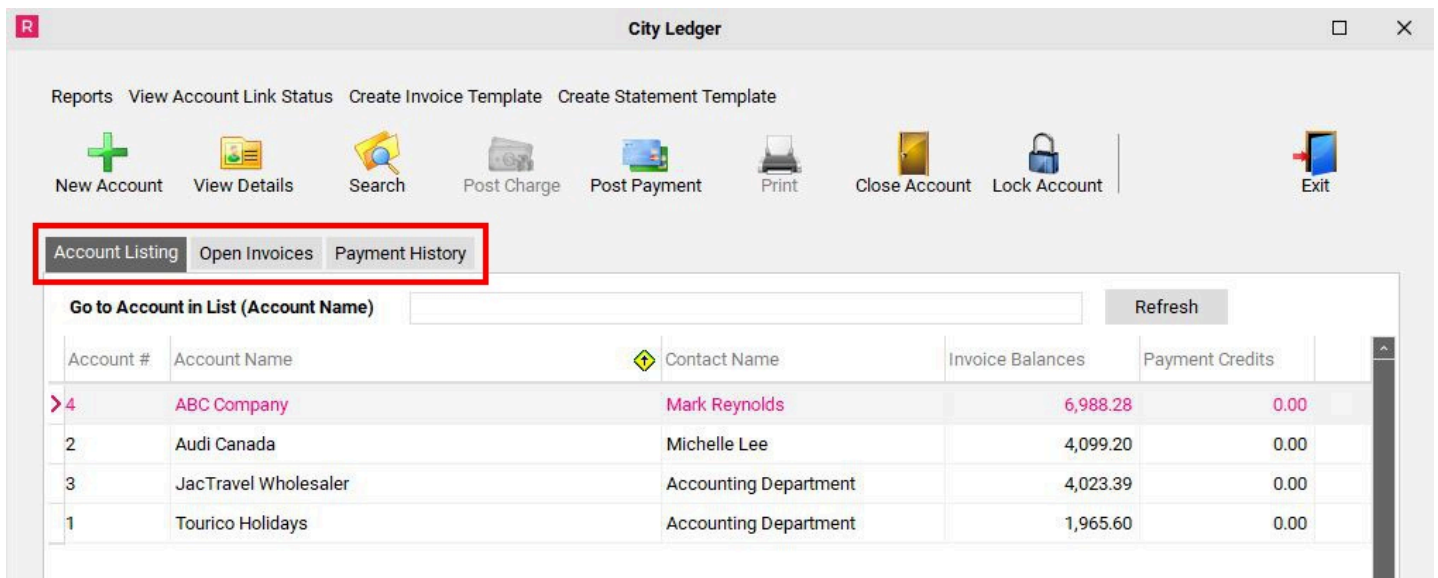 R
City Ledger
Reports View Account Link Status Create Invoice Template Create Statement Template
New Account View Details Search Post Charge Post Payment Print Close Account Lock Account Exit
Account Listing Open Invoices Payment History
Go to Account in List (Account Name) Refresh
Account # Account Name Contact Name Invoice Balances Payment Credits
4 ABC Company Mark Reynolds 6,988.28 0.00
2 Audi Canada Michelle Lee 4,099.20 0.00
3 JacTravel Wholesaler Accounting Department 4,023.39 0.00
1 Tourico Holidays Accounting Department 1,965.60 0.00